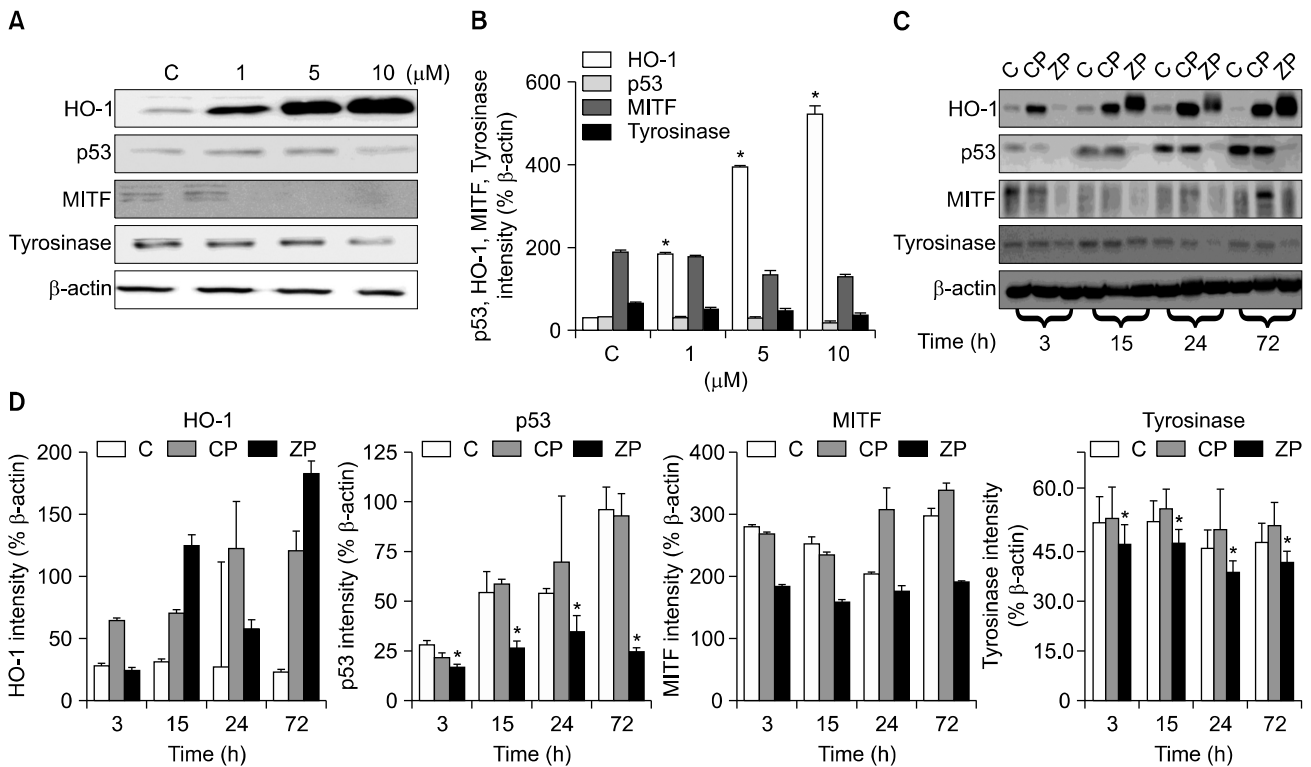 A
C 1 5 10 (μM)
HO-1
p53
MITF
Tyrosinase
β-actin
B
p53, HO-1, MITF, Tyrosinase
intensity (% β-actin)
600
400
200
0
HO-1
p53
MITF
Tyrosinase
*
*
*
C 1 5 10
(μM)
C
C CP ZP C CP ZP C CP ZP C CP ZP
HO-1
p53
MITF
Tyrosinase
β-actin
Time (h) 3 15 24 72
D
HO-1
C CP ZP
HO-1 intensity (% β-actin)
200
150
100
50
0
3 15 24 72
Time (h)
p53
C CP ZP
p53 intensity (% β-actin)
125
100
75
50
25
0
* * * *
3 15 24 72
Time (h)
MITF
C CP ZP
MITF intensity (% β-actin)
400
300
200
100
0
3 15 24 72
Time (h)
Tyrosinase
C CP ZP
Tyrosinase intensity
(% β-actin)
60.0
45.0
30.0
15.0
0
* * * *
3 15 24 72
Time (h)